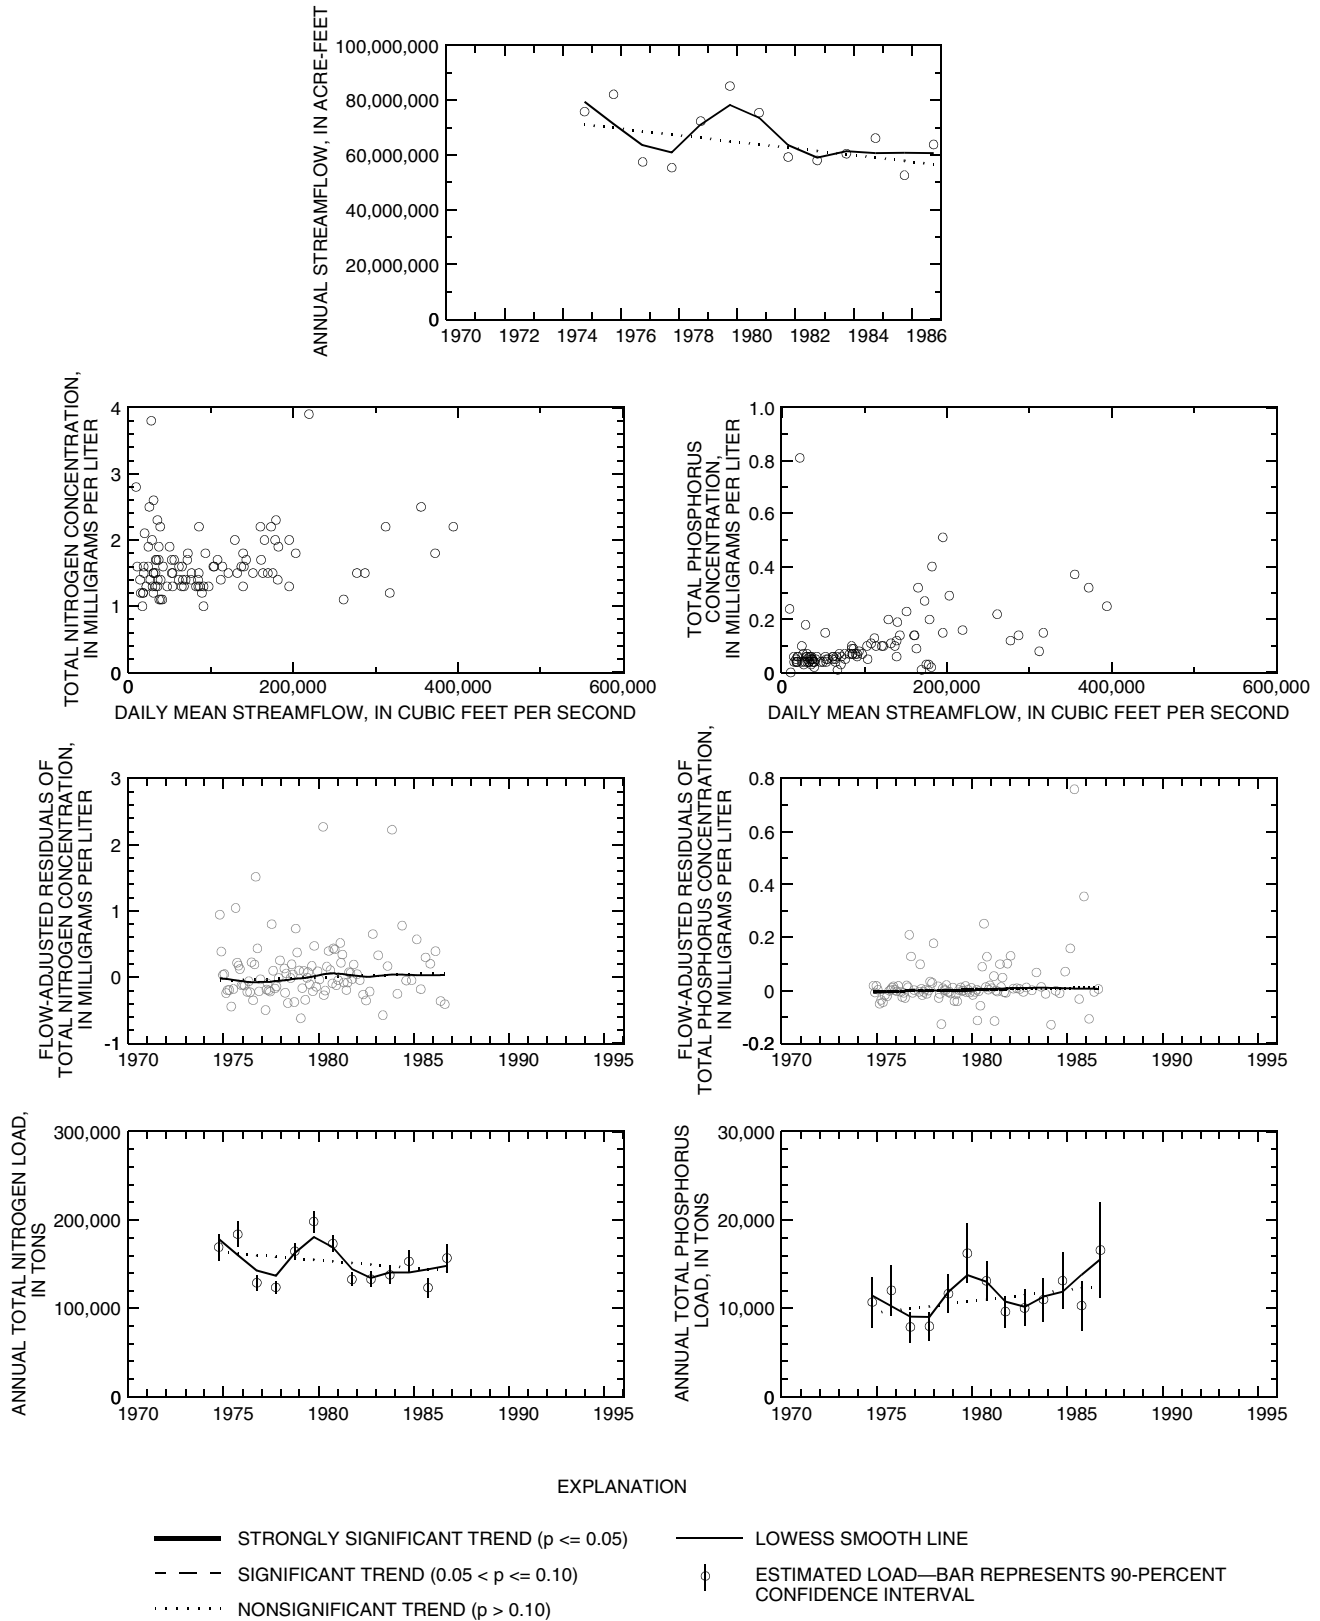 ANNUAL STREAMFLOW, IN ACRE-FEET
100,000,000
80,000,000
60,000,000
40,000,000
20,000,000
0
1970 1972 1974 1976 1978 1980 1982 1984 1986
TOTAL NITROGEN CONCENTRATION,
IN MILLIGRAMS PER LITER
4
3
2
1
0
0 200,000 400,000 600,000
DAILY MEAN STREAMFLOW, IN CUBIC FEET PER SECOND
TOTAL PHOSPHORUS
CONCENTRATION,
IN MILLIGRAMS PER LITER
1.0
0.8
0.6
0.4
0.2
0
0 200,000 400,000 600,000
DAILY MEAN STREAMFLOW, IN CUBIC FEET PER SECOND
FLOW-ADJUSTED RESIDUALS OF
TOTAL NITROGEN CONCENTRATION,
IN MILLIGRAMS PER LITER
3
2
1
0
-1
1970 1975 1980 1985 1990 1995
FLOW-ADJUSTED RESIDUALS OF
TOTAL PHOSPHORUS CONCENTRATION,
IN MILLIGRAMS PER LITER
0.8
0.6
0.4
0.2
0
-0.2
1970 1975 1980 1985 1990 1995
ANNUAL TOTAL NITROGEN LOAD,
IN TONS
300,000
200,000
100,000
0
1970 1975 1980 1985 1990 1995
ANNUAL TOTAL PHOSPHORUS
LOAD, IN TONS
30,000
20,000
10,000
0
1970 1975 1980 1985 1990 1995
EXPLANATION
STRONGLY SIGNIFICANT TREND (p <= 0.05)
SIGNIFICANT TREND (0.05 < p <= 0.10)
NONSIGNIFICANT TREND (p > 0.10)
LOWESS SMOOTH LINE
ESTIMATED LOAD—BAR REPRESENTS 90-PERCENT
CONFIDENCE INTERVAL